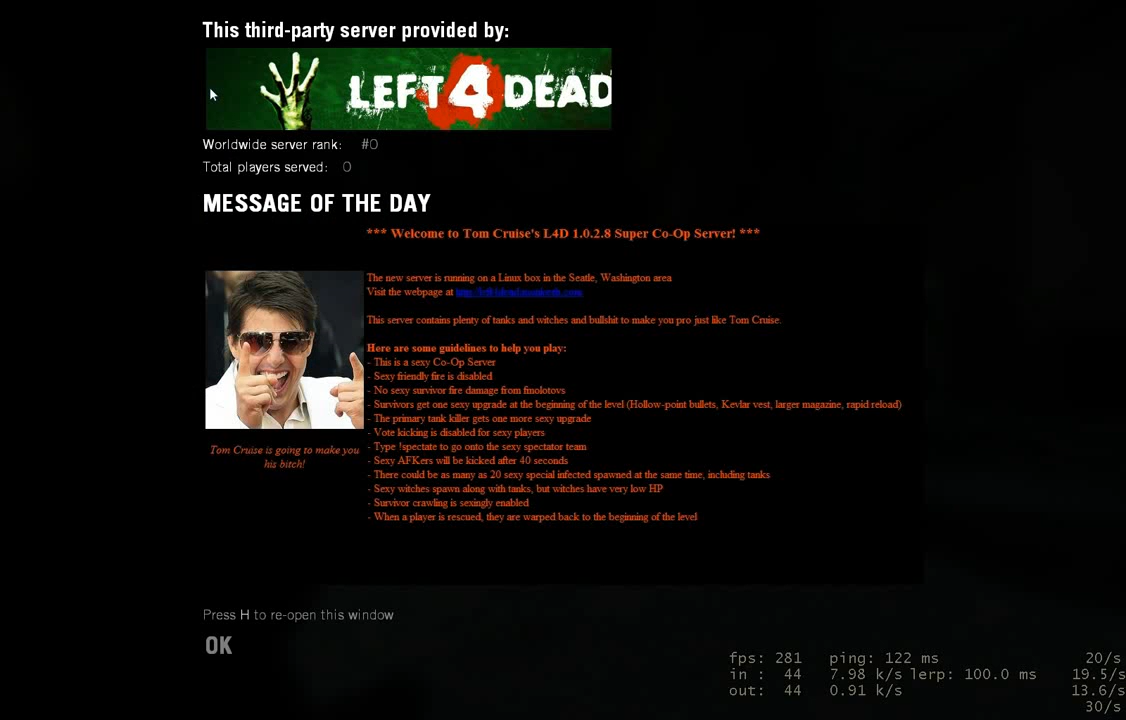 This third-party server provided by:
LEFT 4 DEAD
Worldwide server rank: #0
Total players served: 0
MESSAGE OF THE DAY
*** Welcome to Tom Cruise's L4D 1.0.2.8 Super Co-Op Server! ***
The new server is running on a Linux box in the Seatle, Washington area
Visit the webpage at
This server contains plenty of tanks and witches and bullshit to make you pro just like Tom Cruise.
Here are some guidelines to help you play:
- This is a sexy Co-Op Server
- Sexy friendly fire is disabled
- No sexy survivor fire damage from fmolotovs
- Survivors get one sexy upgrade at the beginning of the level (Hollow-point bullets, Kevlar vest, larger magazine, rapid reload)
- The primary tank killer gets one more sexy upgrade
- Vote kicking is disabled for sexy players
- Type !spectate to go onto the sexy spectator team
- Sexy AFKers will be kicked after 40 seconds
- There could be as many as 20 sexy special infected spawned at the same time, including tanks
- Sexy witches spawn along with tanks, but witches have very low HP
- Survivor crawling is sexingly enabled
- When a player is rescued, they are warped back to the beginning of the level
Tom Cruise is going to make you
his bitch!
Press H to re-open this window
OK
fps: 281 ping: 122 ms 20/s
in : 44 7.98 k/s lerp: 100.0 ms 19.5/s
out: 44 0.91 k/s 13.6/s
30/s